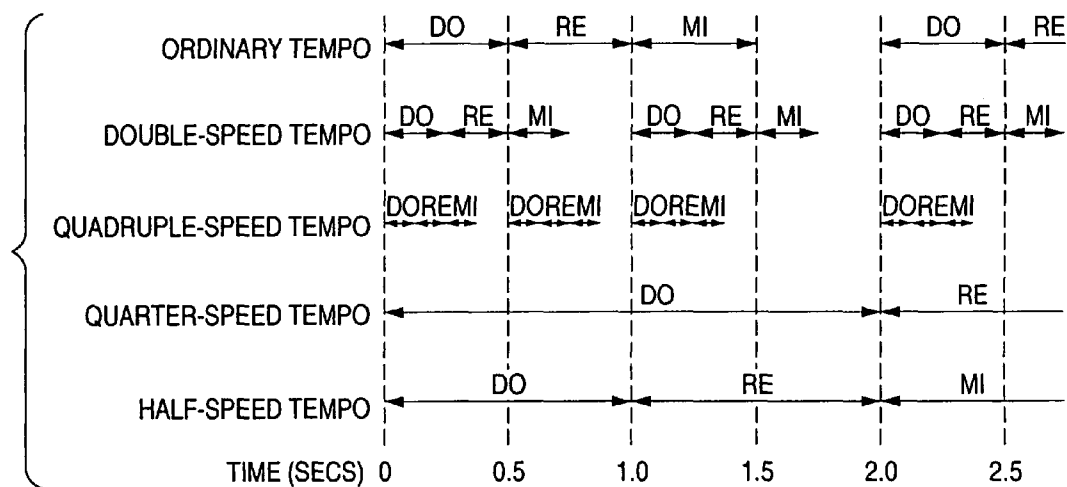 ORDINARY TEMPO DO RE MI DO RE
DOUBLE-SPEED TEMPO DO RE MI DO RE MI DO RE MI
QUADRUPLE-SPEED TEMPO DOREMI DOREMI DOREMI DOREMI
QUARTER-SPEED TEMPO DO RE
HALF-SPEED TEMPO DO RE MI
TIME (SECS) 0 0.5 1.0 1.5 2.0 2.5